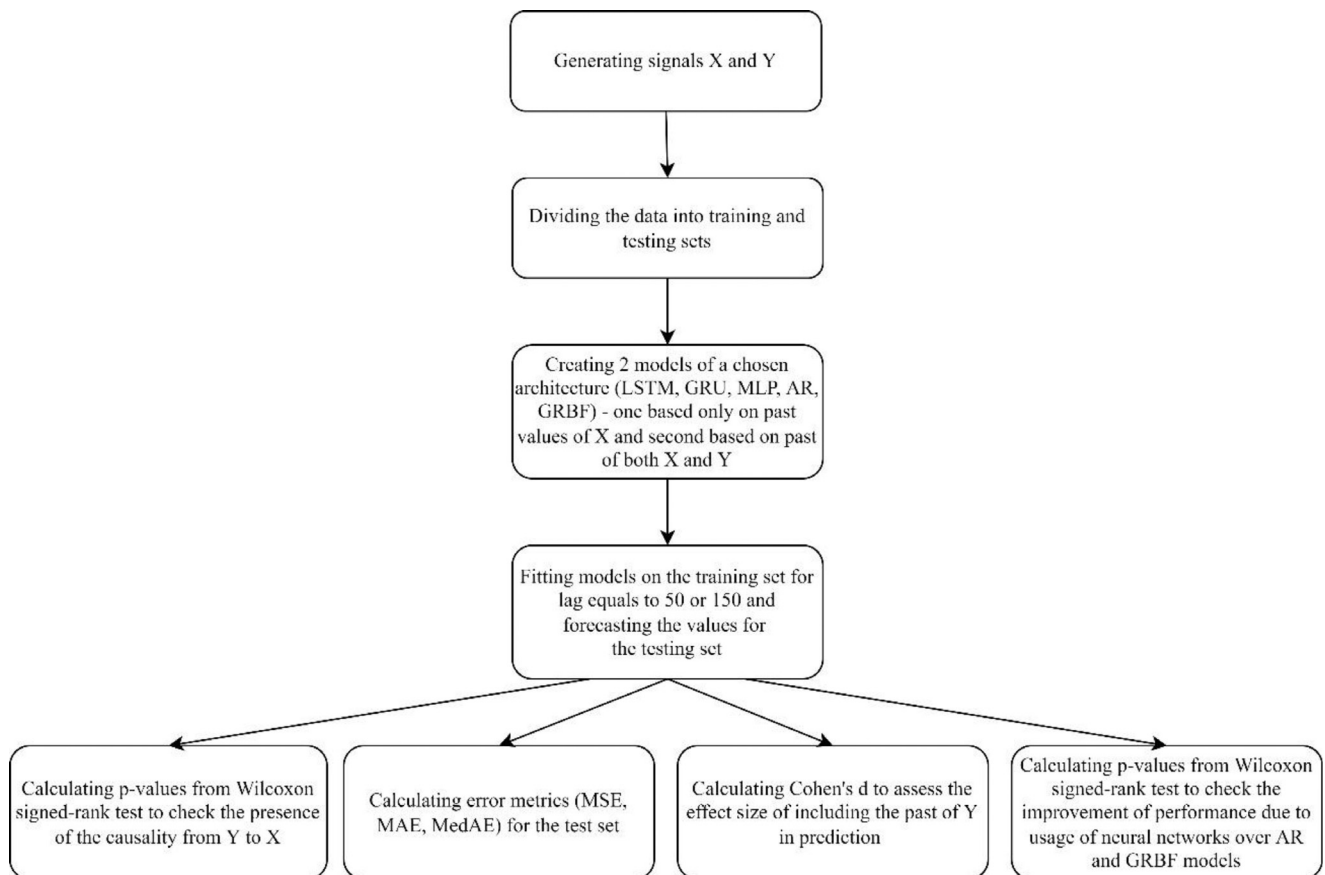 Generating signals X and Y
Dividing the data into training and
testing sets
Creating 2 models of a chosen
architecture (LSTM, GRU, MLP, AR,
GRBF) - one based only on past
values of X and second based on past
of both X and Y
Fitting models on the training set for
lag equals to 50 or 150 and
forecasting the values for
the testing set
Calculating p-values from Wilcoxon
signed-rank test to check the presence
of the causality from Y to X
Calculating error metrics (MSE,
MAE, MedAE) for the test set
Calculating Cohen's d to assess the
effect size of including the past of Y
in prediction
Calculating p-values from Wilcoxon
signed-rank test to check the
improvement of performance due to
usage of neural networks over AR
and GRBF models